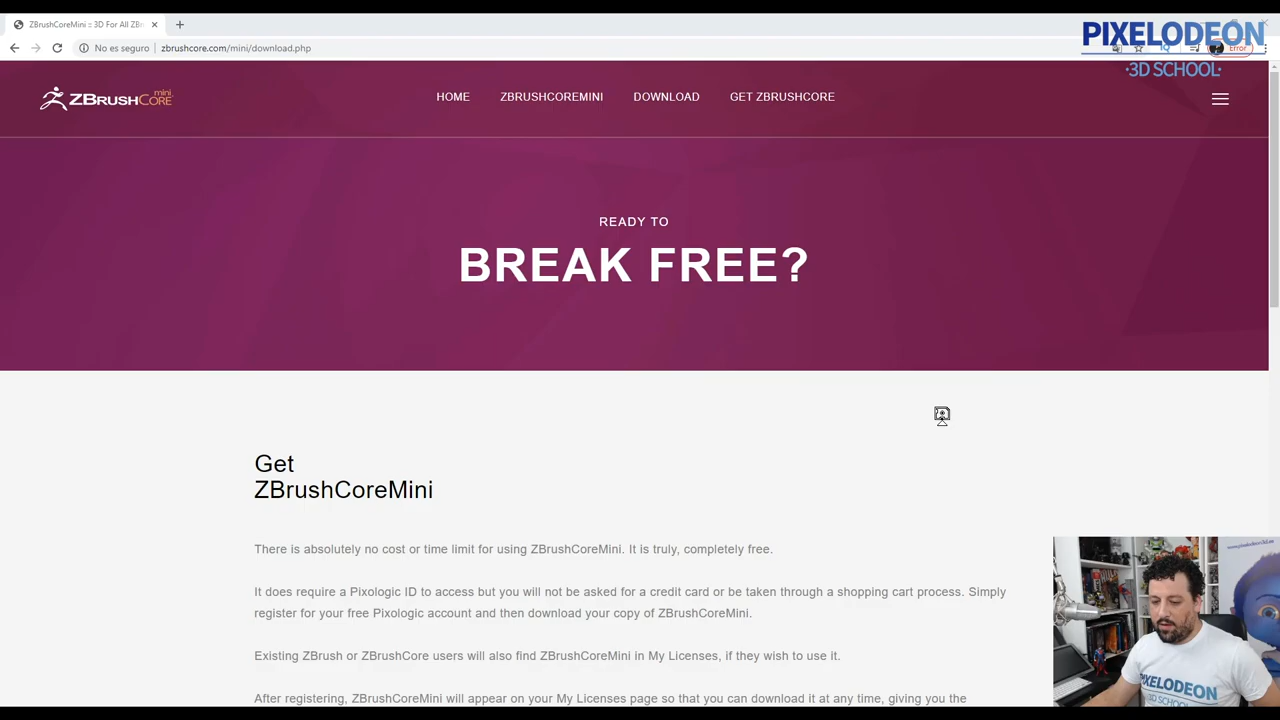 ZBrushCoreMini :: 3D For All ZBr
No es seguro
zbrushcore.com/mini/download.php
Error
PIXELODEON
·3D SCHOOL·
ZBRUSHCORE mini
HOME
ZBRUSHCOREMINI
DOWNLOAD
GET ZBRUSHCORE
READY TO
BREAK FREE?
Get
ZBrushCoreMini
There is absolutely no cost or time limit for using ZBrushCoreMini. It is truly, completely free.
It does require a Pixologic ID to access but you will not be asked for a credit card or be taken through a shopping cart process. Simply
register for your free Pixologic account and then download your copy of ZBrushCoreMini.
Existing ZBrush or ZBrushCore users will also find ZBrushCoreMini in My Licenses, if they wish to use it.
After registering, ZBrushCoreMini will appear on your My Licenses page so that you can download it at any time, giving you the
PIXELODEON
3D SCHOOL